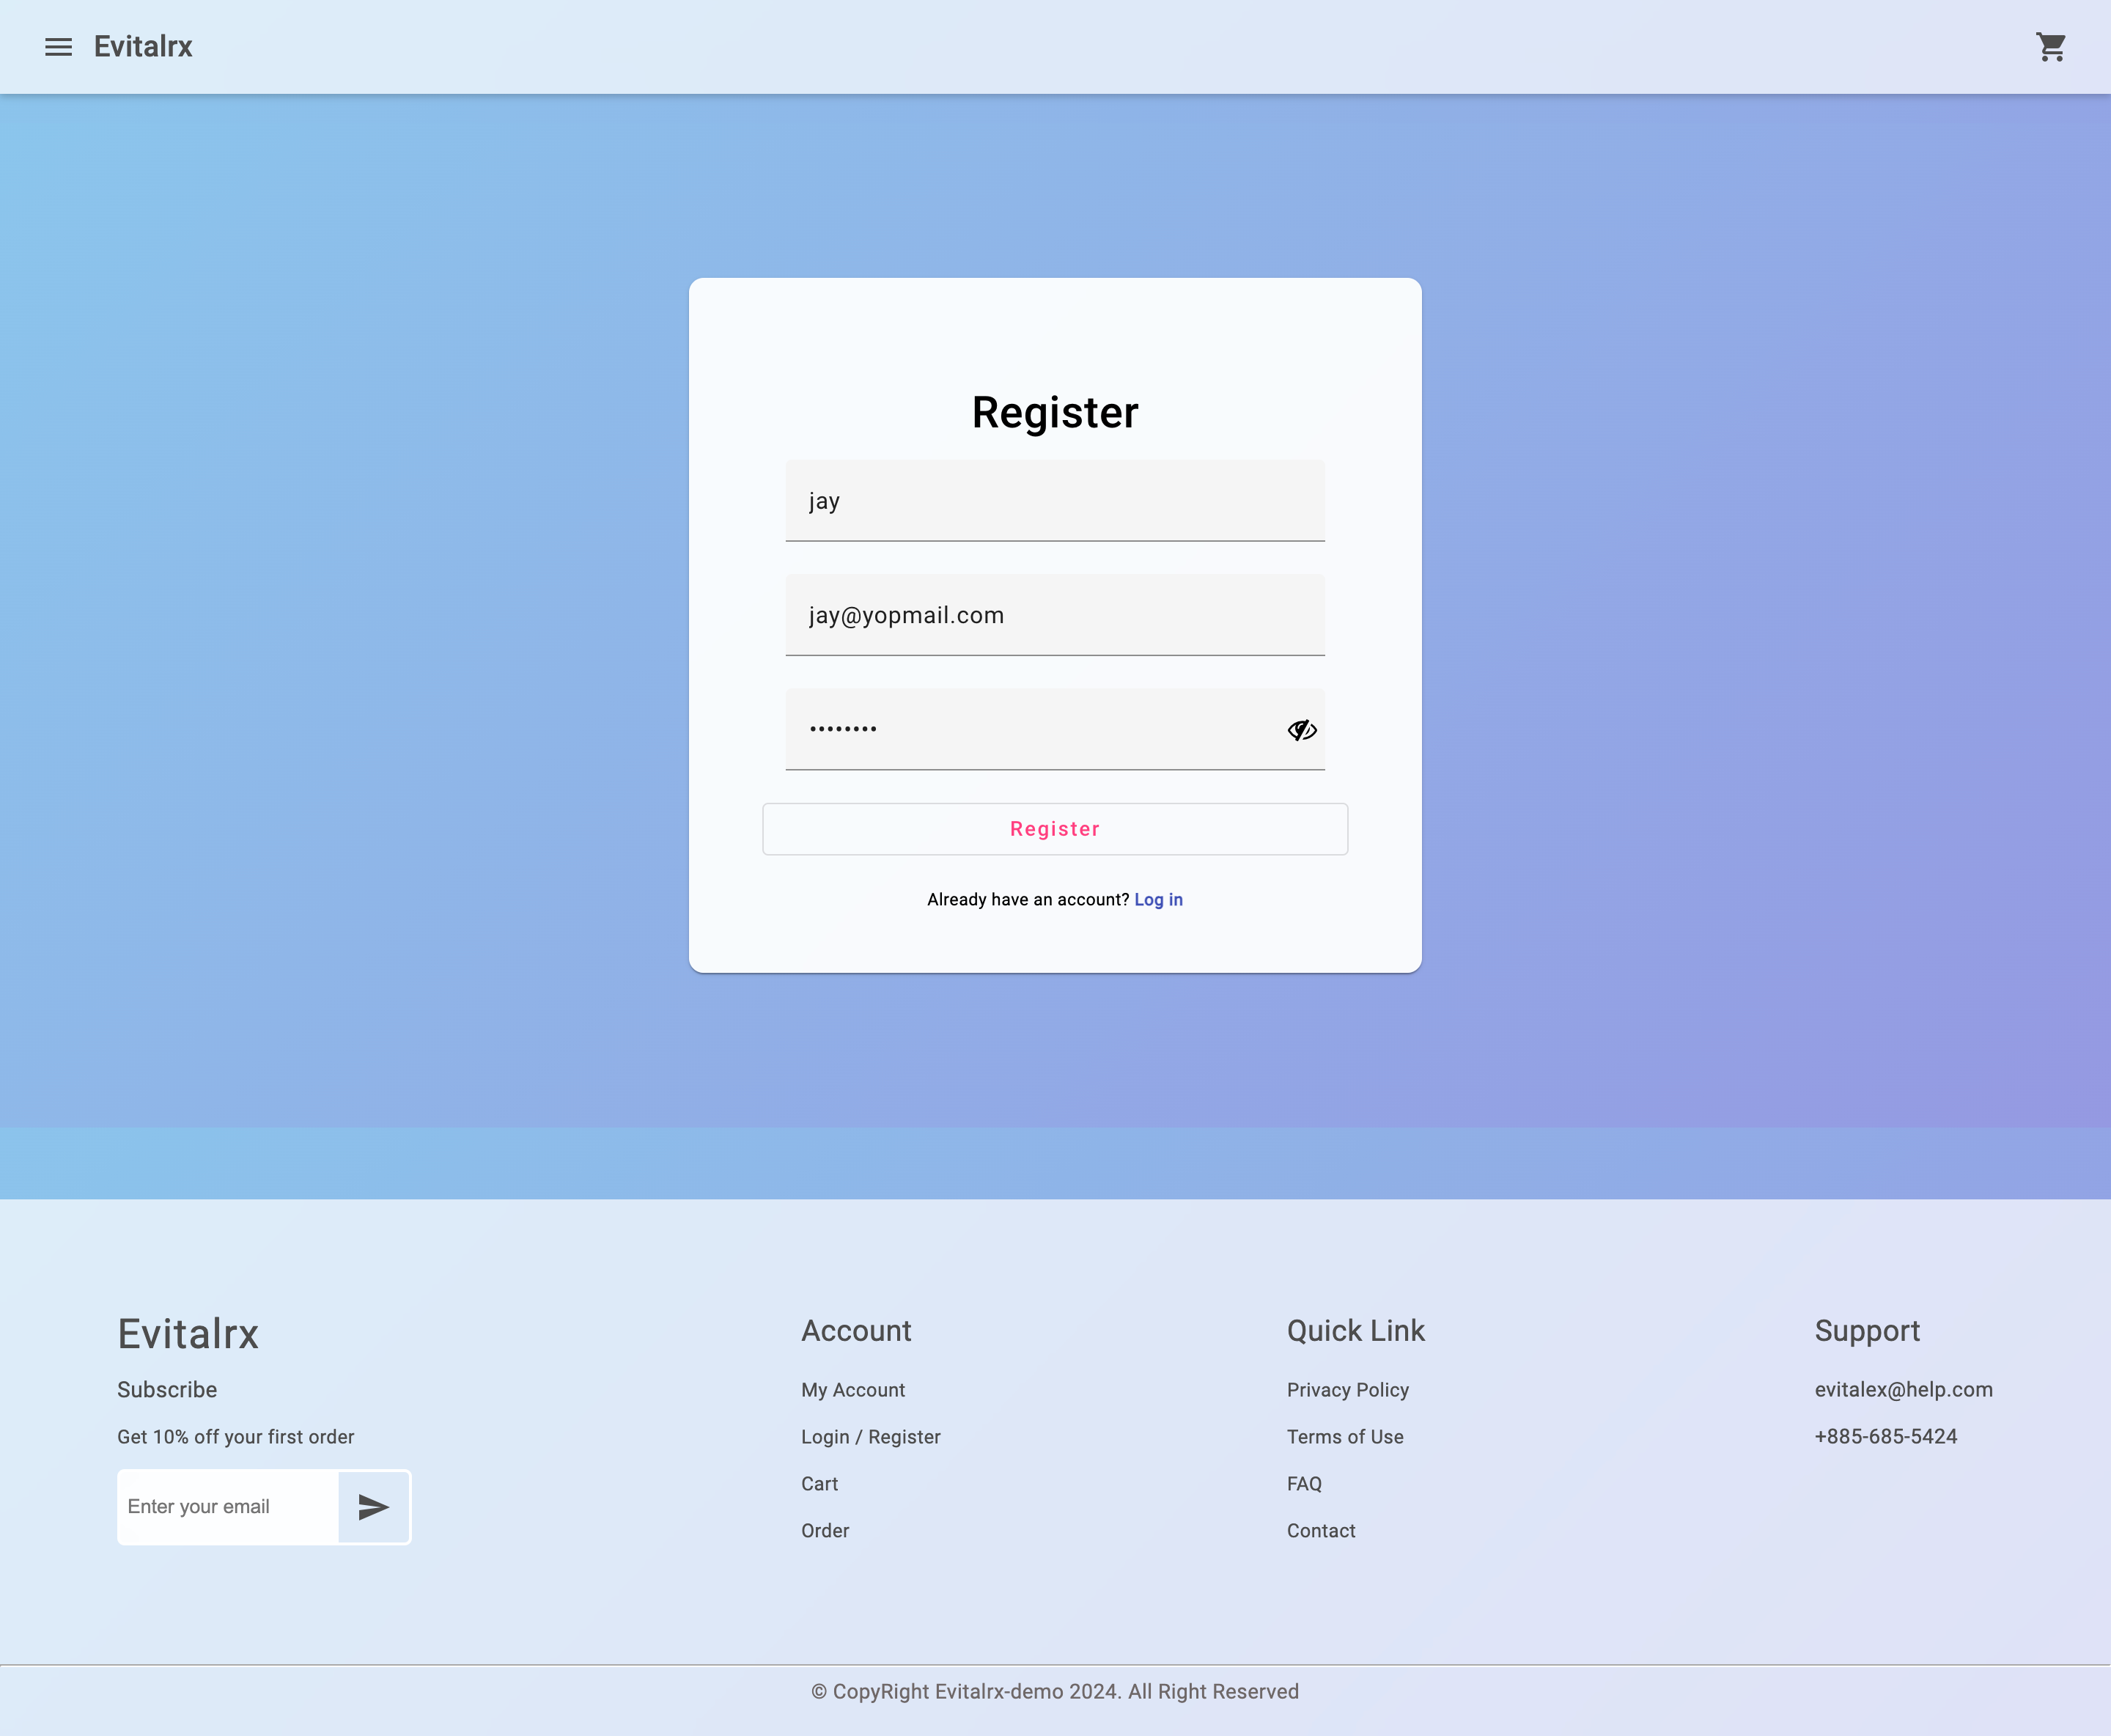 Evitalrx
Register
jay
jay@yopmail.com
••••••••
Register
Already have an account? Log in
Evitalrx
Subscribe
Get 10% off your first order
Enter your email
Account
My Account
Login / Register
Cart
Order
Quick Link
Privacy Policy
Terms of Use
FAQ
Contact
Support
evitalex@help.com
+885-685-5424
© CopyRight Evitalrx-demo 2024. All Right Reserved